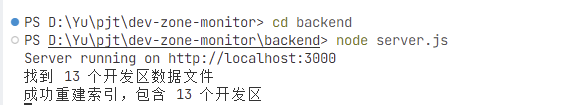 PS D:\Yu\pjt\dev-zone-monitor> cd backend
PS D:\Yu\pjt\dev-zone-monitor\backend> node server.js
Server running on http://localhost:3000
找到 13 个开发区数据文件
成功重建索引，包含 13 个开发区